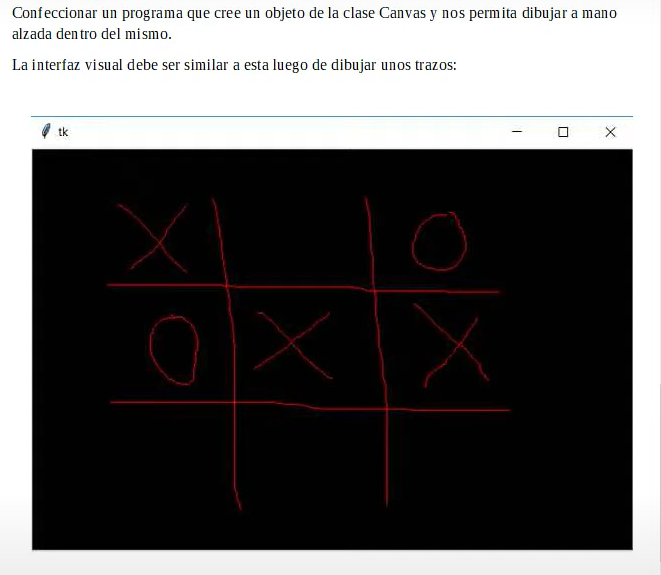 Confeccionar un programa que cree un objeto de la clase Canvas y nos permita dibujar a mano
alzada dentro del mismo.
La interfaz visual debe ser similar a esta luego de dibujar unos trazos:
tk
X O
O X X